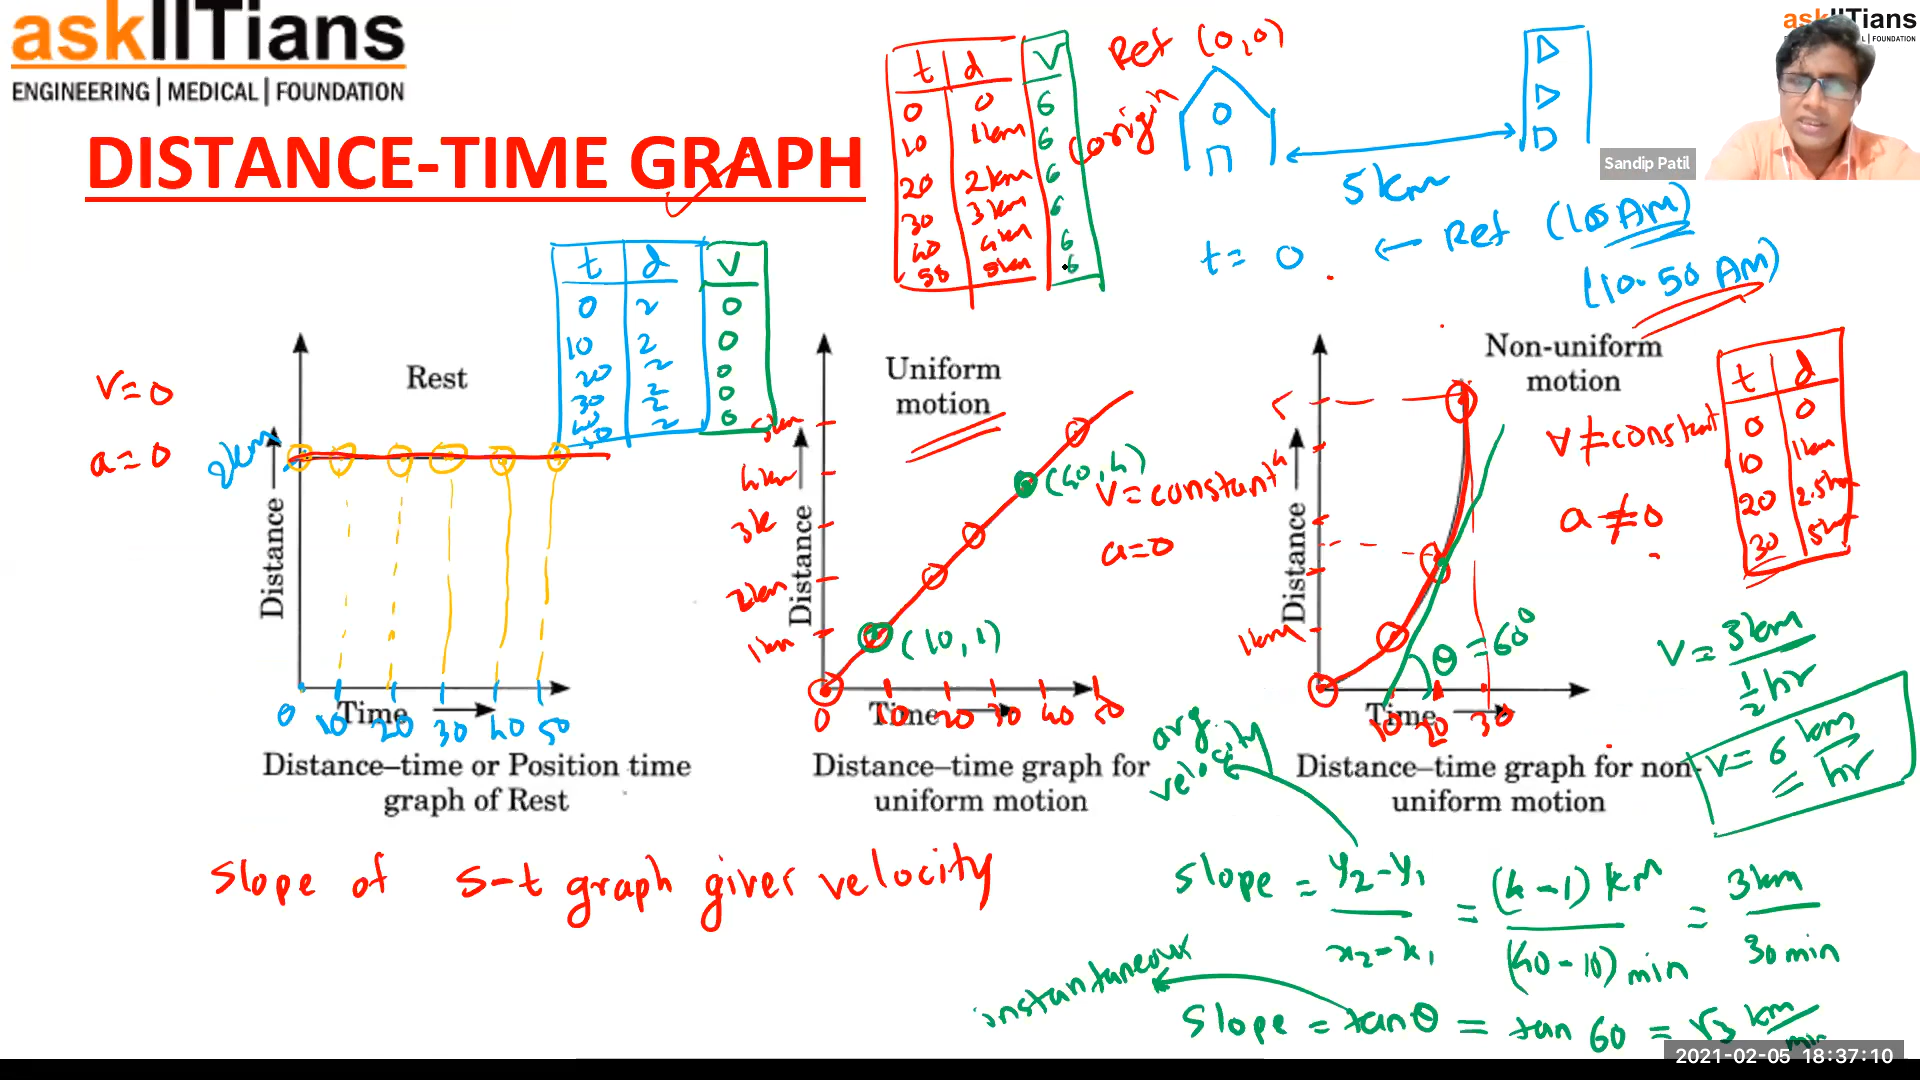 askIITians
ENGINEERING | MEDICAL | FOUNDATION
DISTANCE-TIME GRAPH
t d V
0 0 6
10 1km 6
20 2km 6
30 3km 6
40 4km 6
50 5km 6
Ref (0,0)
origin
5km
t = 0 ← Ref (10 AM)
(10.50 AM)
askIITians
Sandip Patil
t d V
0 2 0
10 2 0
20 2 0
30 2 0
40 2 0
50
V=0
a=0
Rest
2km
Distance
0 10 20 30 40 50
Time
Distance–time or Position time
graph of Rest
Uniform
motion
5km
4km
3k
2km
1km
Distance
(40,4)
(10,1)
V=constant
a=0
0 10 20 30 40 50
Time
Distance–time graph for
uniform motion
Non-uniform
motion
V≠constant
a≠0
t d
0 0
10 1km
20 2.5km
30 5km
5
4
1km
Distance
θ = 60°
10 20 30
Time
Distance–time graph for non-
uniform motion
V = 3km
½ hr
V = 6 km
hr
avg.
velocity
Slope of s-t graph gives velocity
Slope = y₂-y₁ / x₂-x₁ = (4-1) km / (40-10) min = 3km / 30 min
instantaneous
Slope = tanθ = tan 60 = √3 km/min
2021-02-05 18:37:10